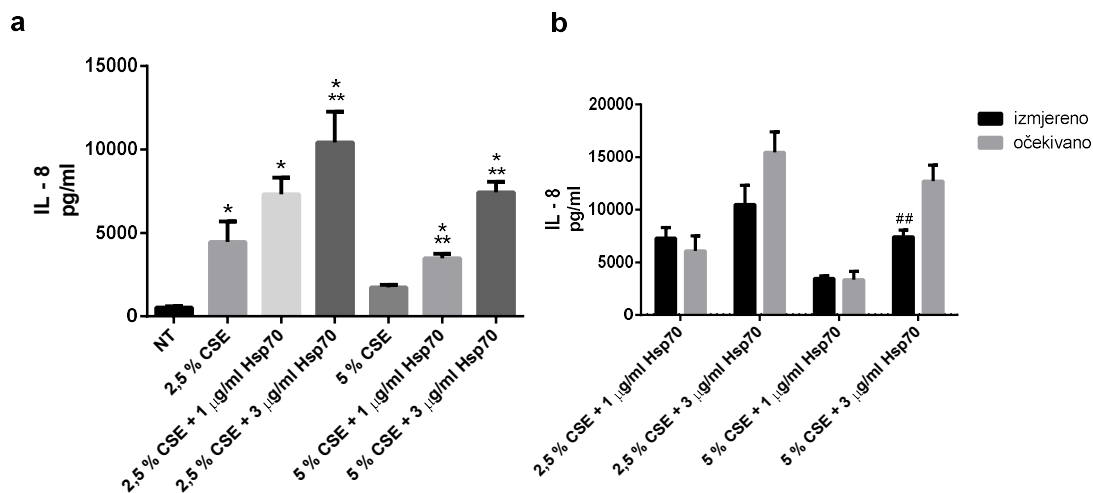 a
IL - 8
pg/ml
15000
10000
5000
0
*
*
*
**
*
**
*
**
NT
2,5 % CSE
2,5 % CSE + 1 µg/ml Hsp70
2,5 % CSE + 3 µg/ml Hsp70
5 % CSE
5 % CSE + 1 µg/ml Hsp70
5 % CSE + 3 µg/ml Hsp70
b
IL - 8
pg/ml
20000
15000
10000
5000
0
##
2,5 % CSE + 1 µg/ml Hsp70
2,5 % CSE + 3 µg/ml Hsp70
5 % CSE + 1 µg/ml Hsp70
5 % CSE + 3 µg/ml Hsp70
izmjereno
očekivano